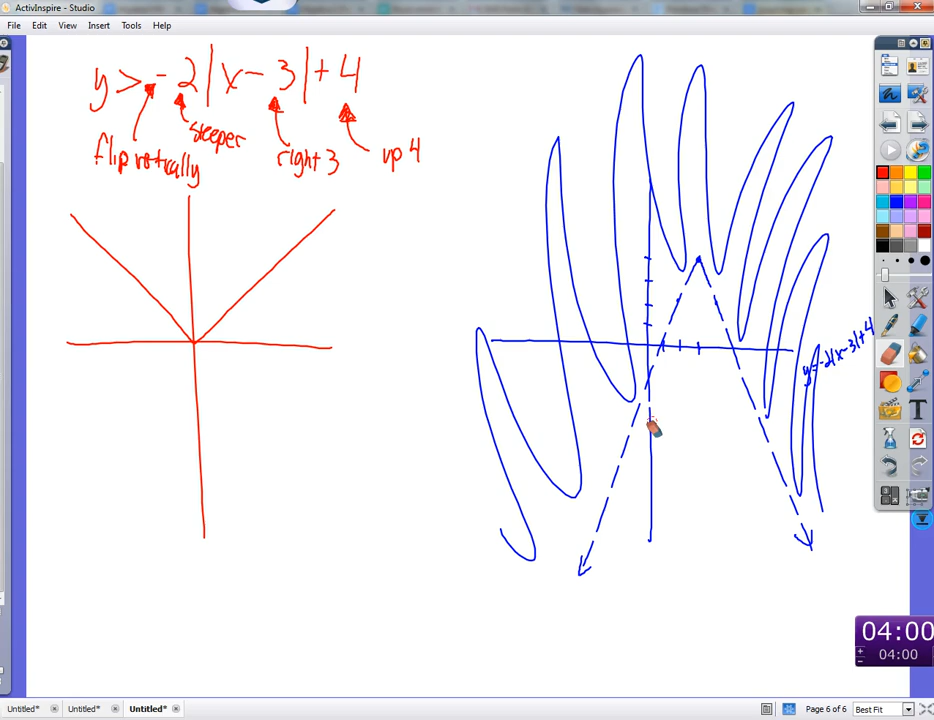 ActivInspire - Studio
File Edit View Insert Tools Help
y > -2|x - 3| + 4
flip vertically
steeper
right 3
up 4
y = -2|x-3|+4
04:00
04:00
Untitled* Untitled* Untitled*
Page 6 of 6 Best Fit